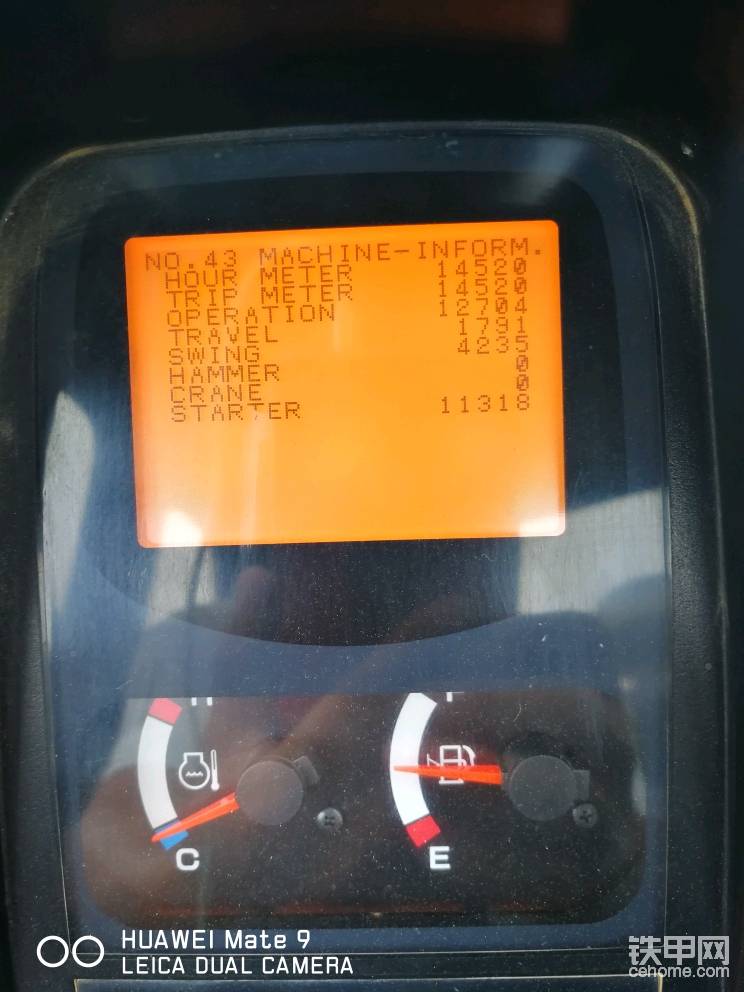 NO.43 MACHINE-INFORM.
HOUR METER 14520
TRIP METER 14520
OPERATION 12704
TRAVEL 1791
SWING 4235
HAMMER 0
CRANE 0
STARTER 11318
H F
C E
HUAWEI Mate 9
LEICA DUAL CAMERA
铁甲网
cehome.com